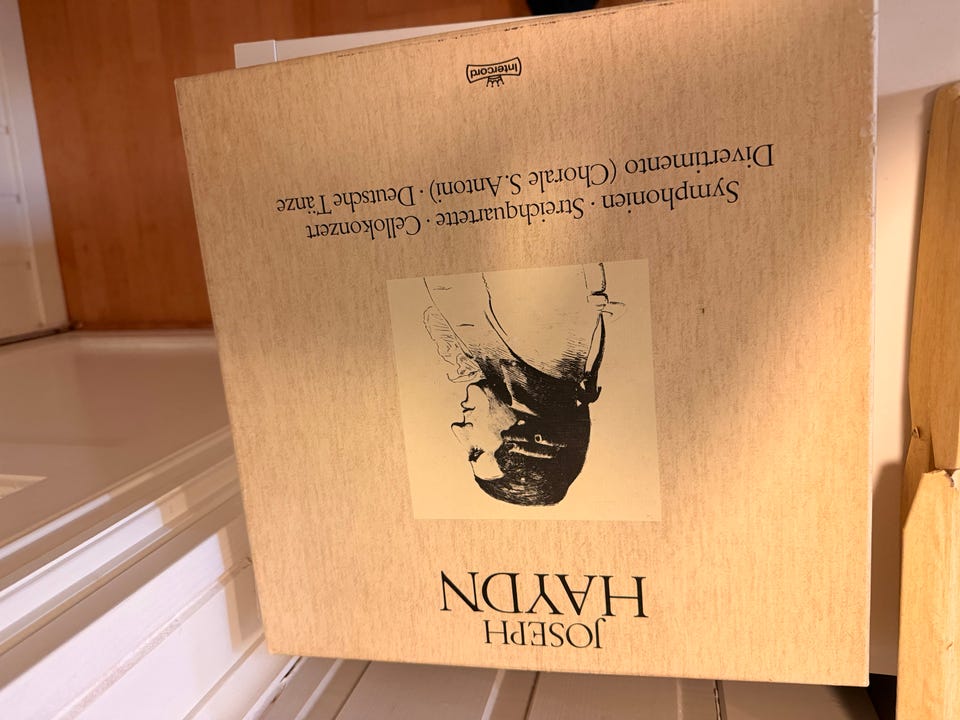 JOSEPH
HAYDN
Symphonien · Streichquartette · Cellokonzert
Divertimento (Chorale S. Antoni) · Deutsche Tänze
Intercord